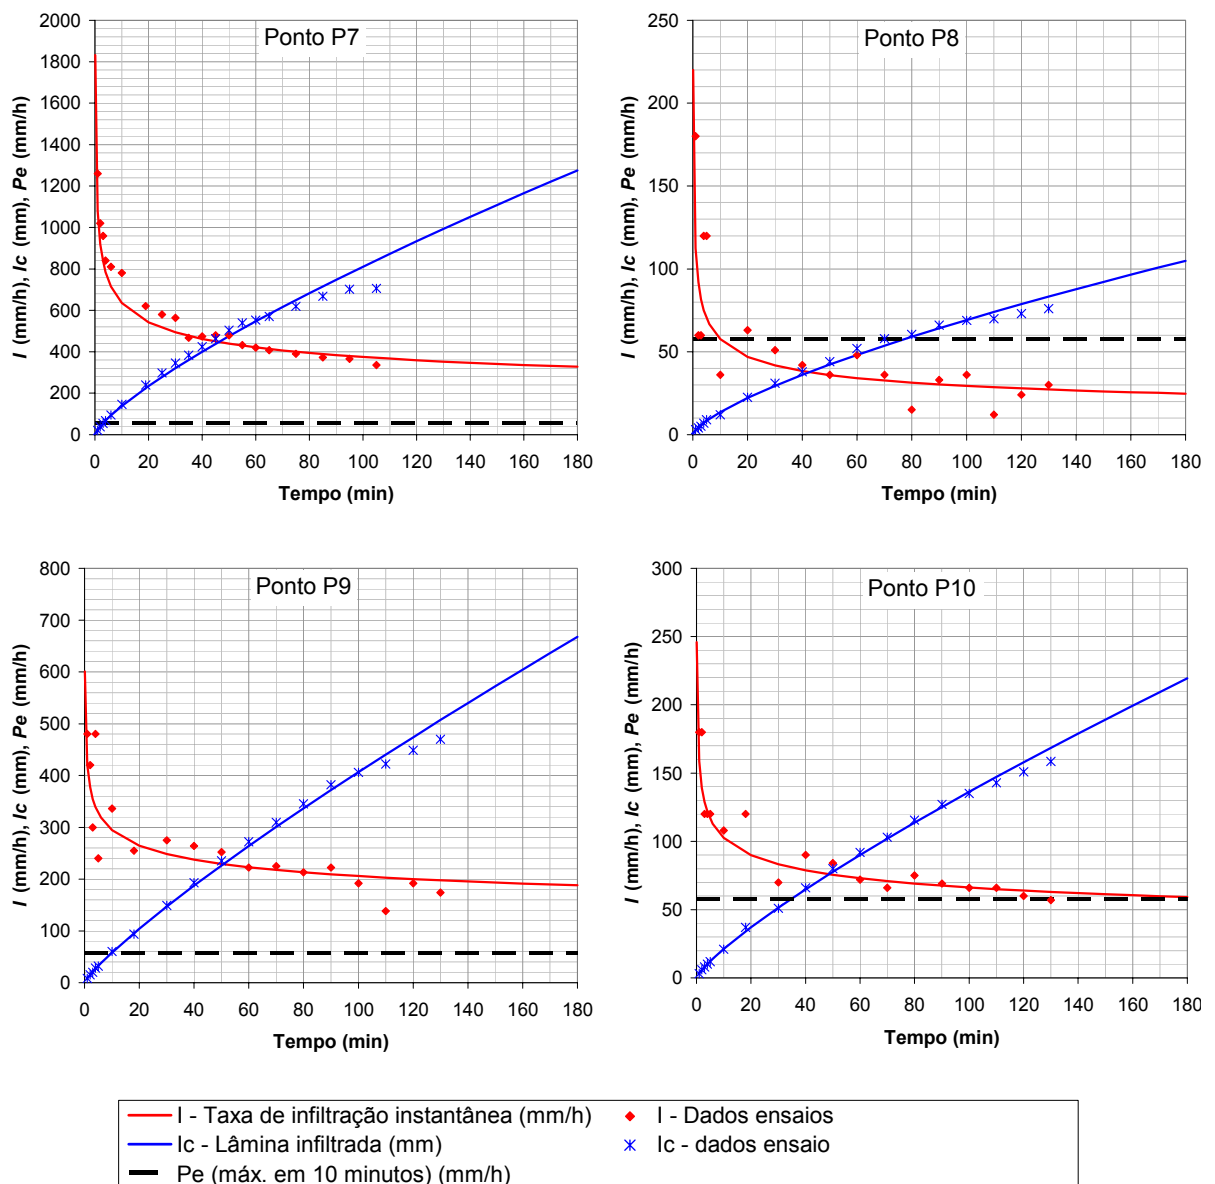 Ponto P7
I (mm/h), Ic (mm), Pe (mm/h)
2000
1800
1600
1400
1200
1000
800
600
400
200
0
0 20 40 60 80 100 120 140 160 180
Tempo (min)
Ponto P8
I (mm/h), Ic (mm), Pe (mm/h)
250
200
150
100
50
0
0 20 40 60 80 100 120 140 160 180
Tempo (min)
Ponto P9
I (mm/h), Ic (mm), Pe (mm/h)
800
700
600
500
400
300
200
100
0
0 20 40 60 80 100 120 140 160 180
Tempo (min)
Ponto P10
I (mm/h), Ic (mm), Pe (mm/h)
300
250
200
150
100
50
0
0 20 40 60 80 100 120 140 160 180
Tempo (min)
I - Taxa de infiltração instantânea (mm/h)
I - Dados ensaios
Ic - Lâmina infiltrada (mm)
Ic - dados ensaio
Pe (máx. em 10 minutos) (mm/h)